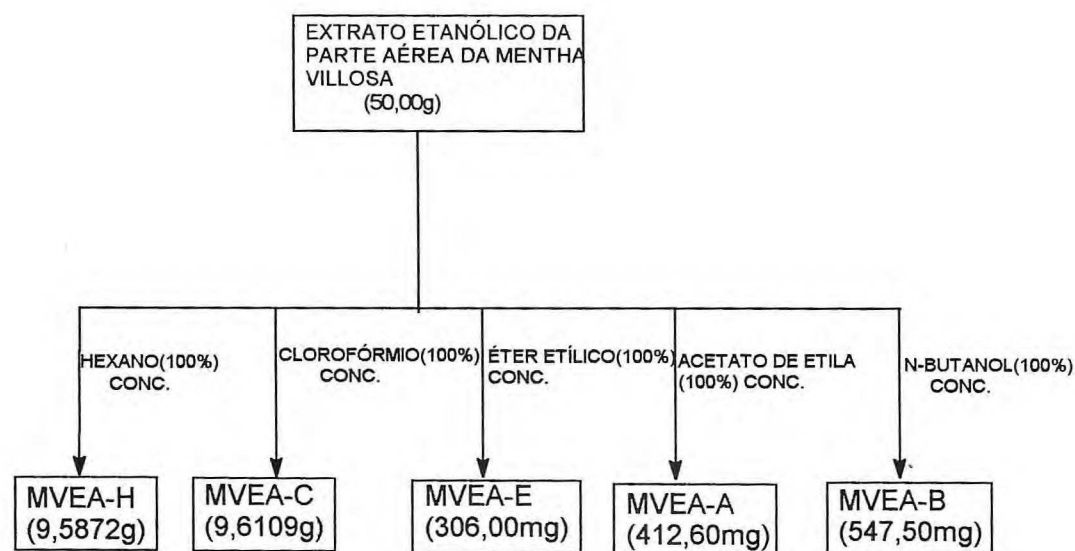 EXTRATO ETANÓLICO DA
PARTE AÉREA DA MENTHA
VILLOSA
(50,00g)
HEXANO(100%)
CONC.
CLOROFÓRMIO(100%)
CONC.
ÉTER ETÍLICO(100%)
CONC.
ACETATO DE ETILA
(100%) CONC.
N-BUTANOL(100%)
CONC.
MVEA-H
(9,5872g)
MVEA-C
(9,6109g)
MVEA-E
(306,00mg)
MVEA-A
(412,60mg)
MVEA-B
(547,50mg)